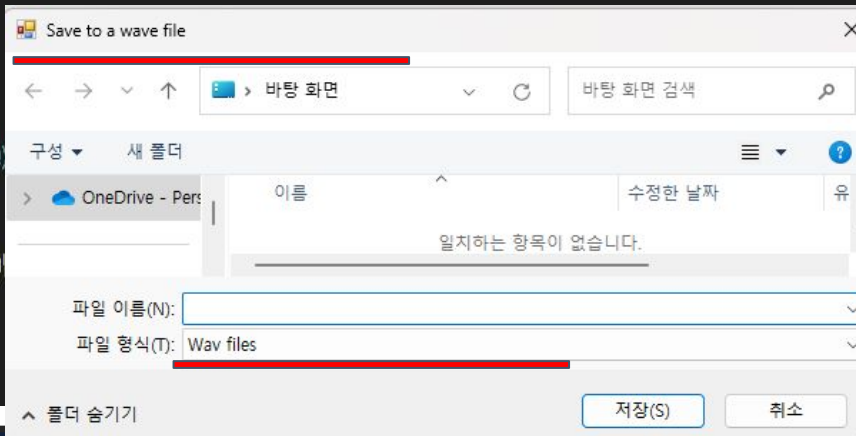 Save to a wave file
바탕 화면
바탕 화면 검색
구성
새 폴더
OneDrive - Pers
이름
수정한 날짜
유
일치하는 항목이 없습니다.
파일 이름(N):
파일 형식(T): Wav files
폴더 숨기기
저장(S)
취소